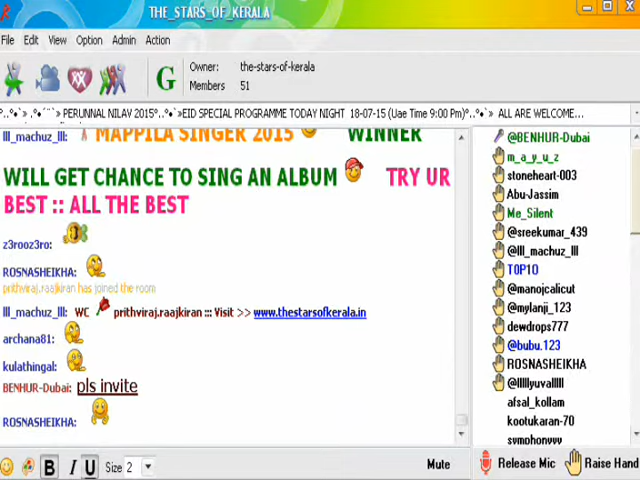 THE_STARS_OF_KERALA
File Edit View Option Admin Action
G Owner: the-stars-of-kerala
Members 51
PERUNNAL NILAV 2015°..°•`»EID SPECIAL PROGRAMME TODAY NIGHT 18-07-15 (Uae Time 9:00 Pm)°..°•`» ALL ARE WELCOME...
lll_machuz_lll: MAPPILA SINGER 2015 WINNER
WILL GET CHANCE TO SING AN ALBUM TRY UR
BEST :: ALL THE BEST
z3rooz3ro:
ROSNASHEIKHA:
prithviraj.raajkiran has joined the room
lll_machuz_lll: WC prithviraj.raajkiran ::: Visit >> www.thestarsofkerala.in
archana81:
kulathingal:
BENHUR-Dubai: pls invite
ROSNASHEIKHA:
@BENHUR-Dubai
m_a_y_u_z
stoneheart-003
Abu-Jassim
Me_Silent
@sreekumar_439
@lll_machuz_lll
T0P1O
@manojcalicut
@mylanji_123
dewdrops777
@bubu.123
ROSNASHEIKHA
@lllllyuvalllll
afsal_kollam
kootukaran-70
symphonyyy
B I U Size 2 Mute Release Mic Raise Hand